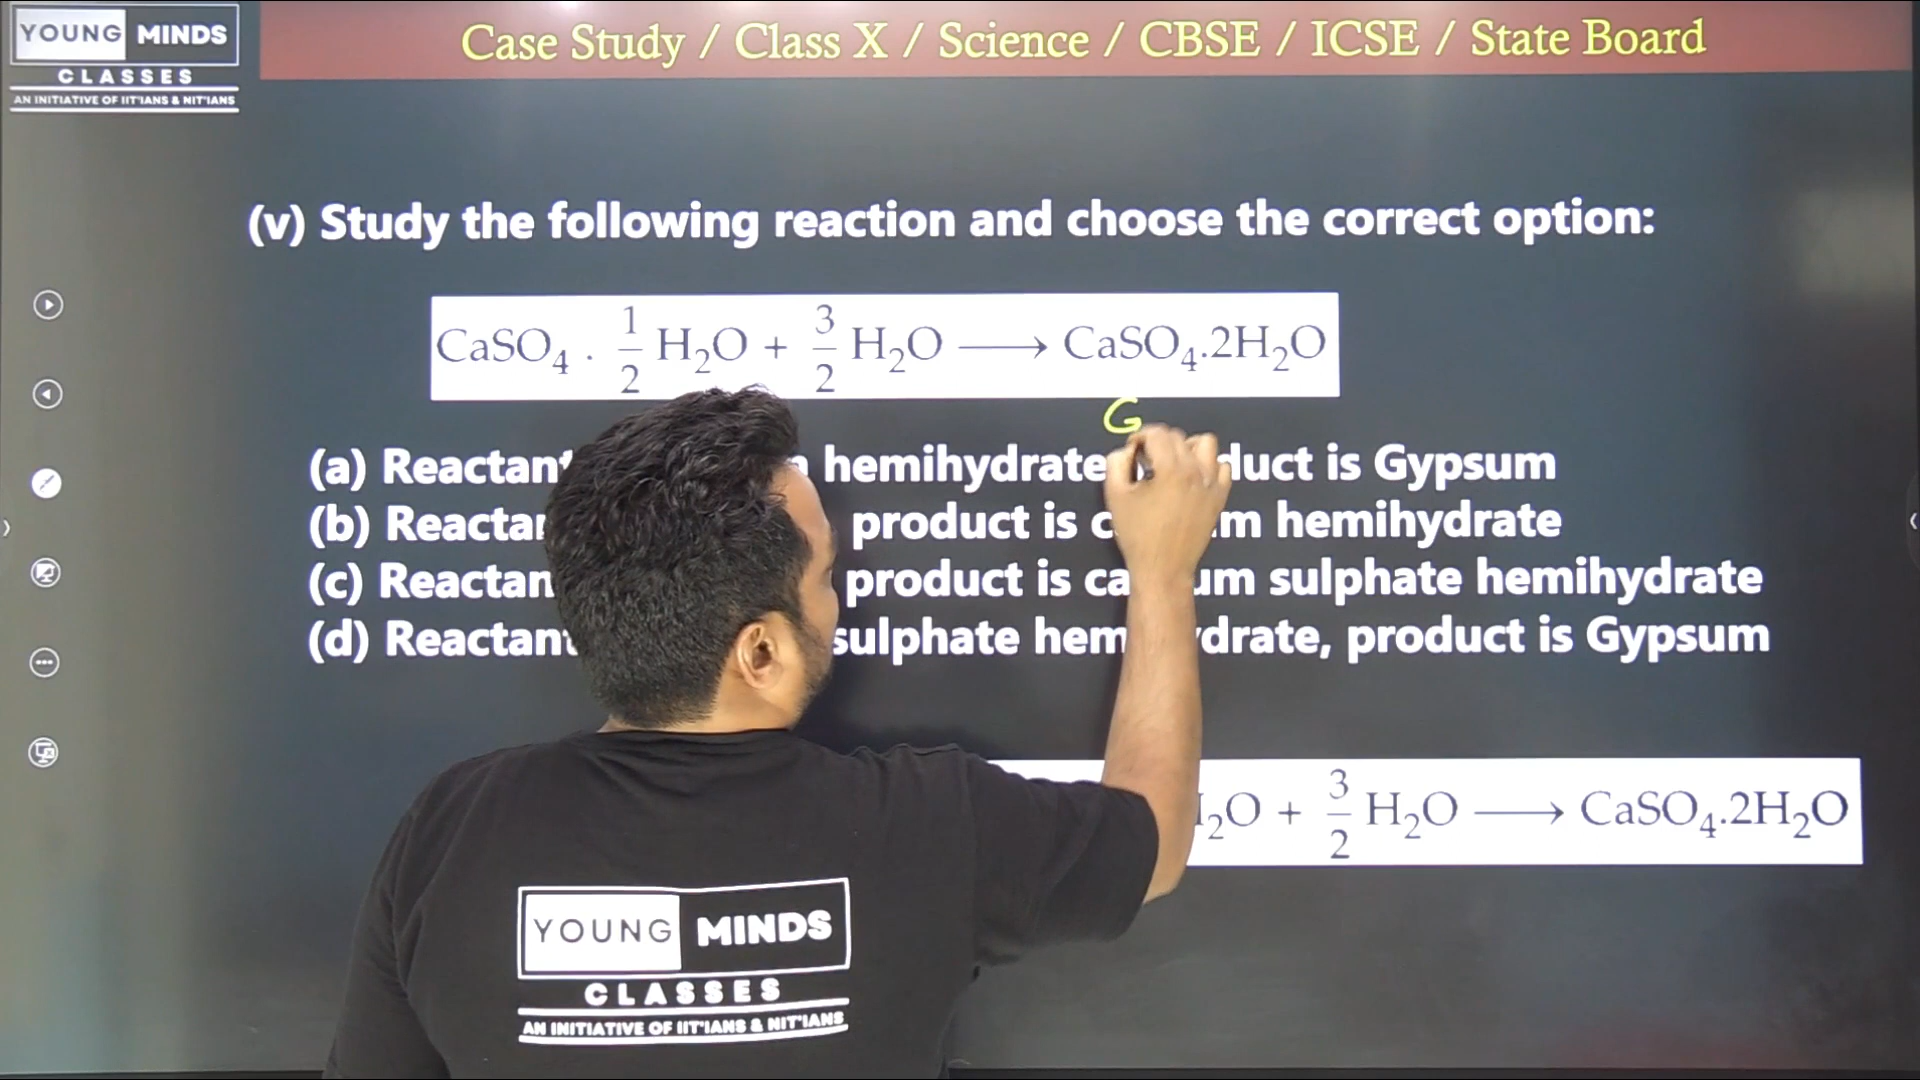 YOUNG MINDS
CLASSES
AN INITIATIVE OF IIT'IANS & NIT'IANS
Case Study / Class X / Science / CBSE / ICSE / State Board
(v) Study the following reaction and choose the correct option:
CaSO₄ . 1/2 H₂O + 3/2 H₂O ⟶ CaSO₄.2H₂O
G
(a) Reactant hemihydrate duct is Gypsum
(b) Reactan product is c m hemihydrate
(c) Reactan product is ca um sulphate hemihydrate
(d) Reactant sulphate hem drate, product is Gypsum
₂O + 3/2 H₂O ⟶ CaSO₄.2H₂O
YOUNG MINDS
CLASSES
AN INITIATIVE OF IIT'IANS & NIT'IANS